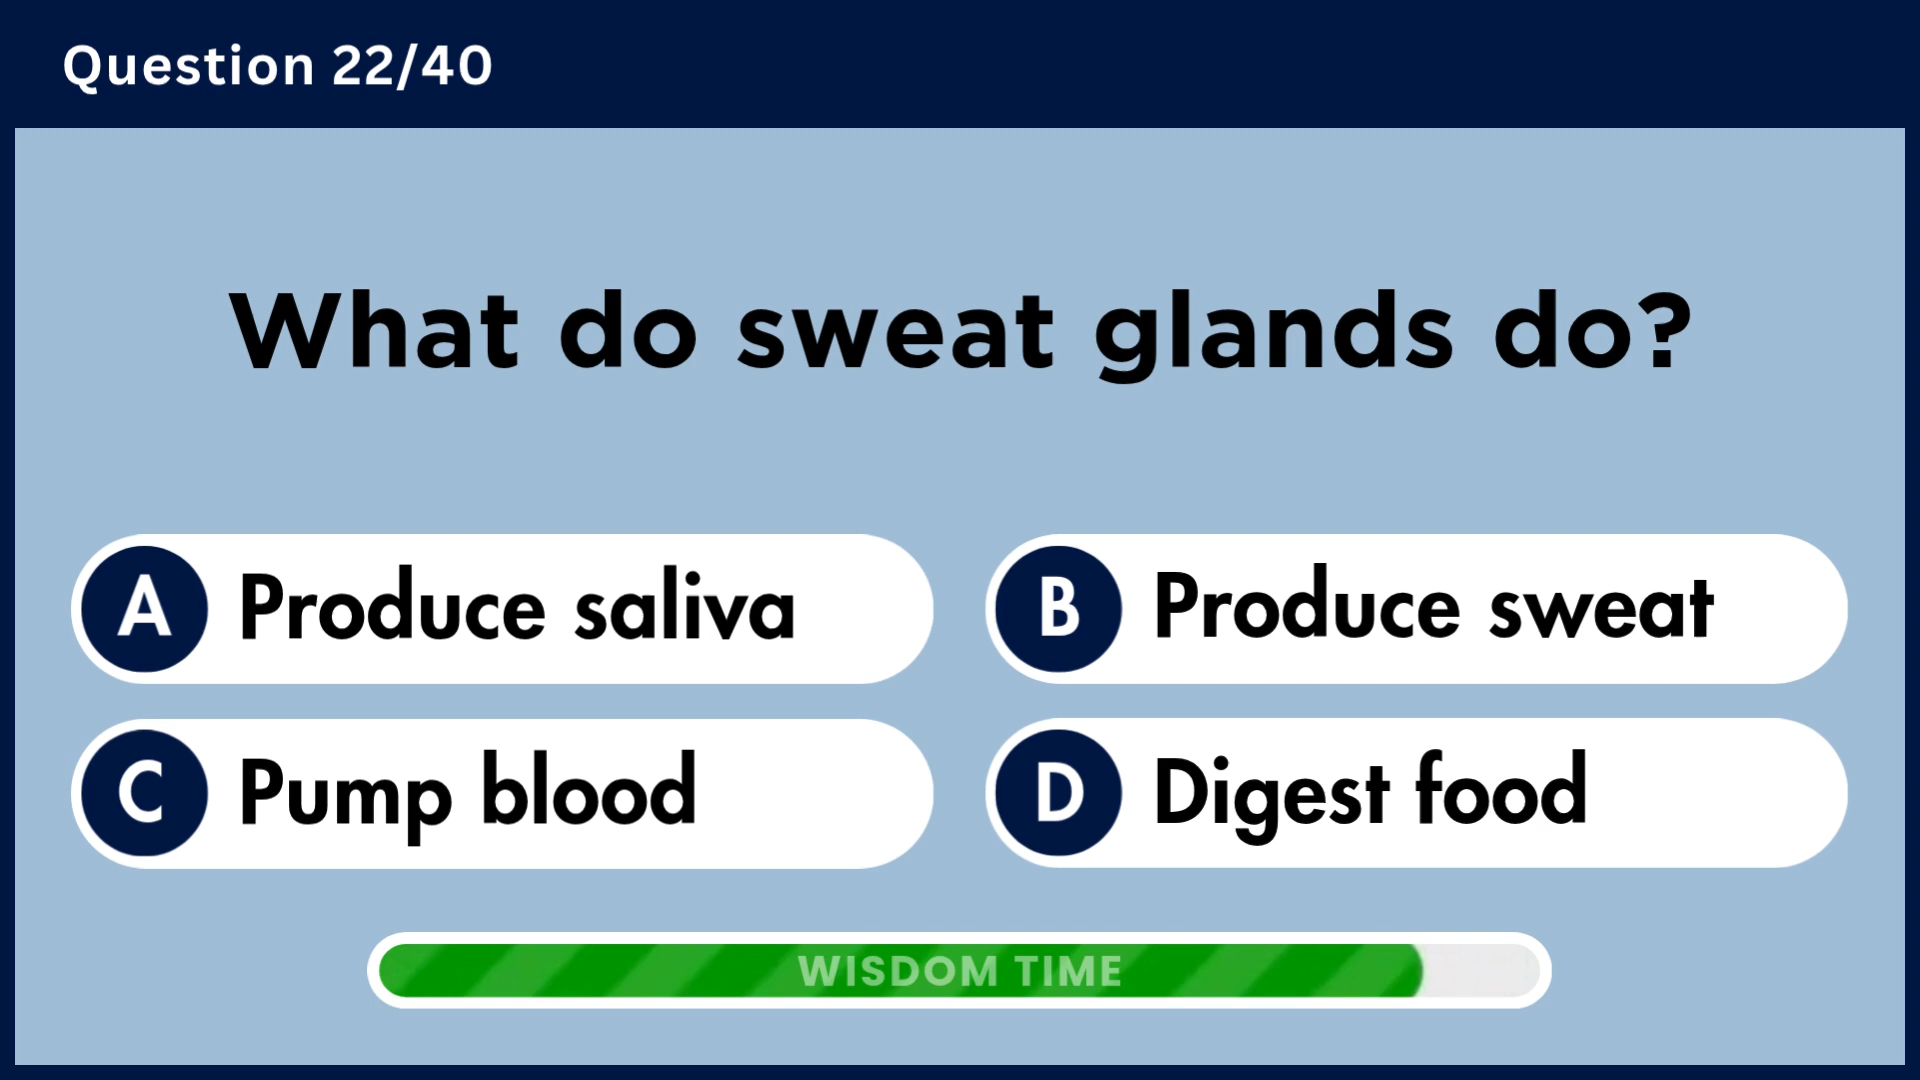 Question 22/40
What do sweat glands do?
A Produce saliva
B Produce sweat
C Pump blood
D Digest food
WISDOM TIME